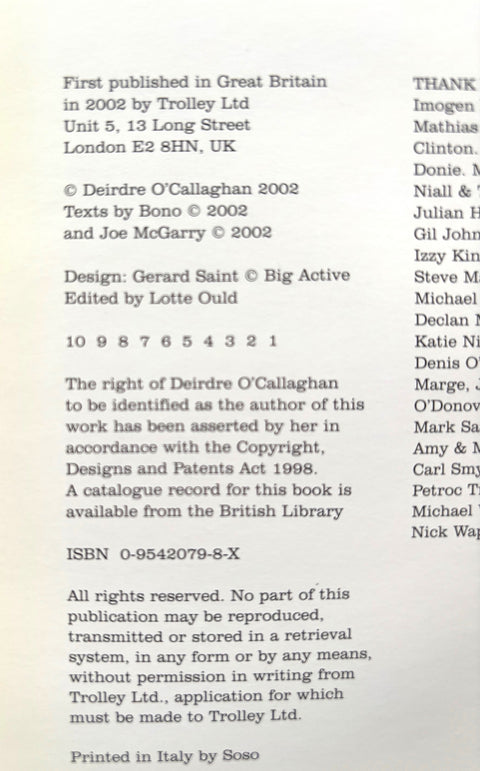 First published in Great Britain
in 2002 by Trolley Ltd
Unit 5, 13 Long Street
London E2 8HN, UK
© Deirdre O'Callaghan 2002
Texts by Bono © 2002
and Joe McGarry © 2002
Design: Gerard Saint © Big Active
Edited by Lotte Ould
10 9 8 7 6 5 4 3 2 1
The right of Deirdre O'Callaghan
to be identified as the author of this
work has been asserted by her in
accordance with the Copyright,
Designs and Patents Act 1998.
A catalogue record for this book is
available from the British Library
ISBN 0-9542079-8-X
All rights reserved. No part of this
publication may be reproduced,
transmitted or stored in a retrieval
system, in any form or by any means,
without permission in writing from
Trolley Ltd., application for which
must be made to Trolley Ltd.
Printed in Italy by Soso
THANK
Imogen
Mathias
Clinton.
Donie.
Niall &
Julian
Gil
Izzy
Steve
Michael
Declan
Katie
Denis
Marge,
Mark
Amy &
Carl
Petroc
Michael
Nick